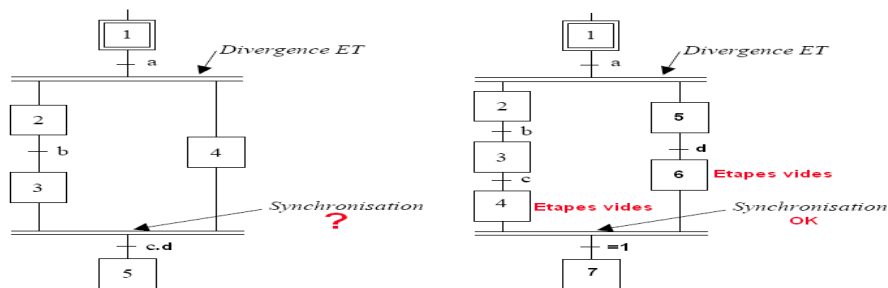 1
a
Divergence ET
2
b
3
4
Synchronisation
?
c.d
5
1
a
Divergence ET
2
b
3
c
4
Etapes vides
5
d
6
Etapes vides
Synchronisation
OK
=1
7